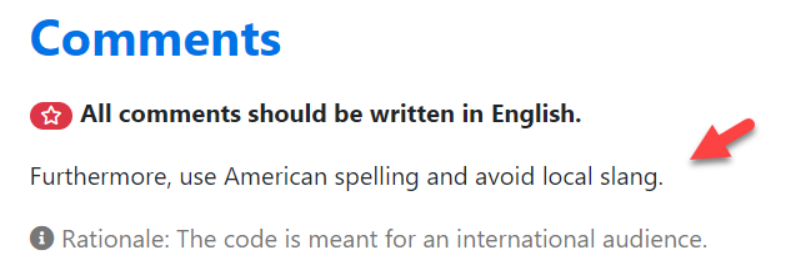 Comments
All comments should be written in English.
Furthermore, use American spelling and avoid local slang.
Rationale: The code is meant for an international audience.